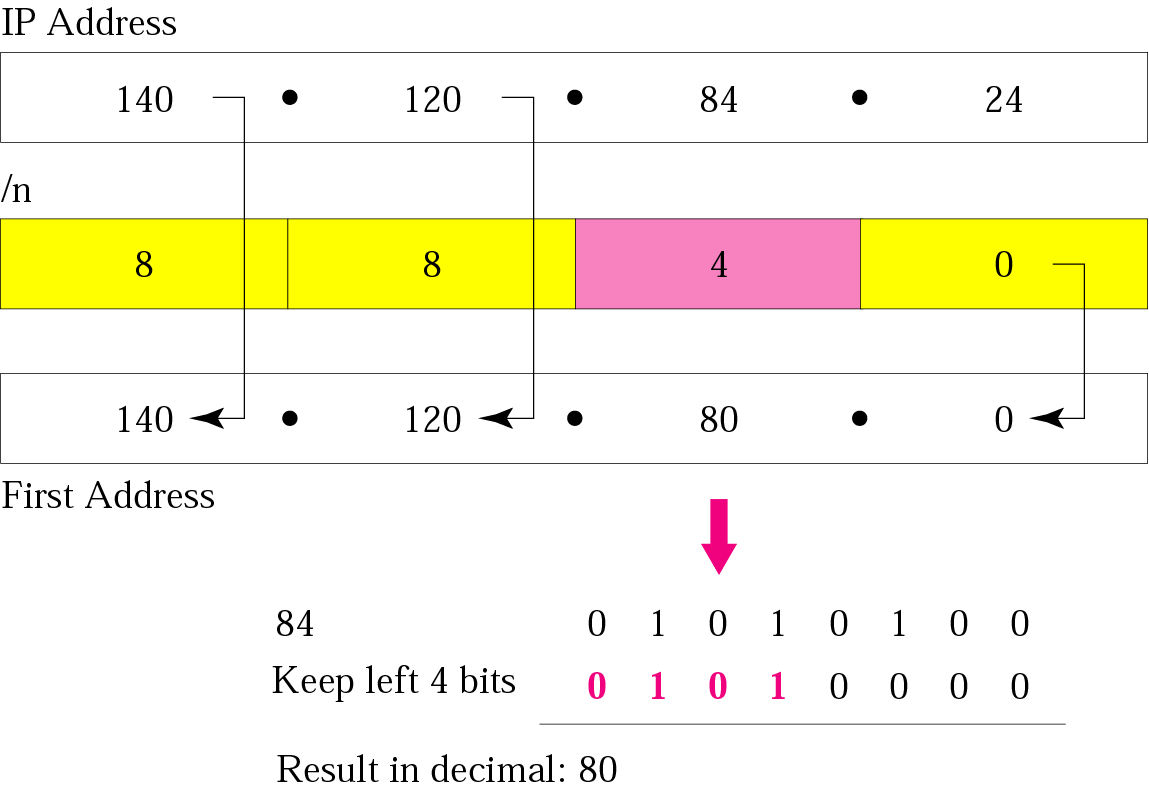 IP Address
140 • 120 • 84 • 24
/n
8 8 4 0
140 • 120 • 80 • 0
First Address
84 0 1 0 1 0 1 0 0
Keep left 4 bits 0 1 0 1 0 0 0 0
Result in decimal: 80